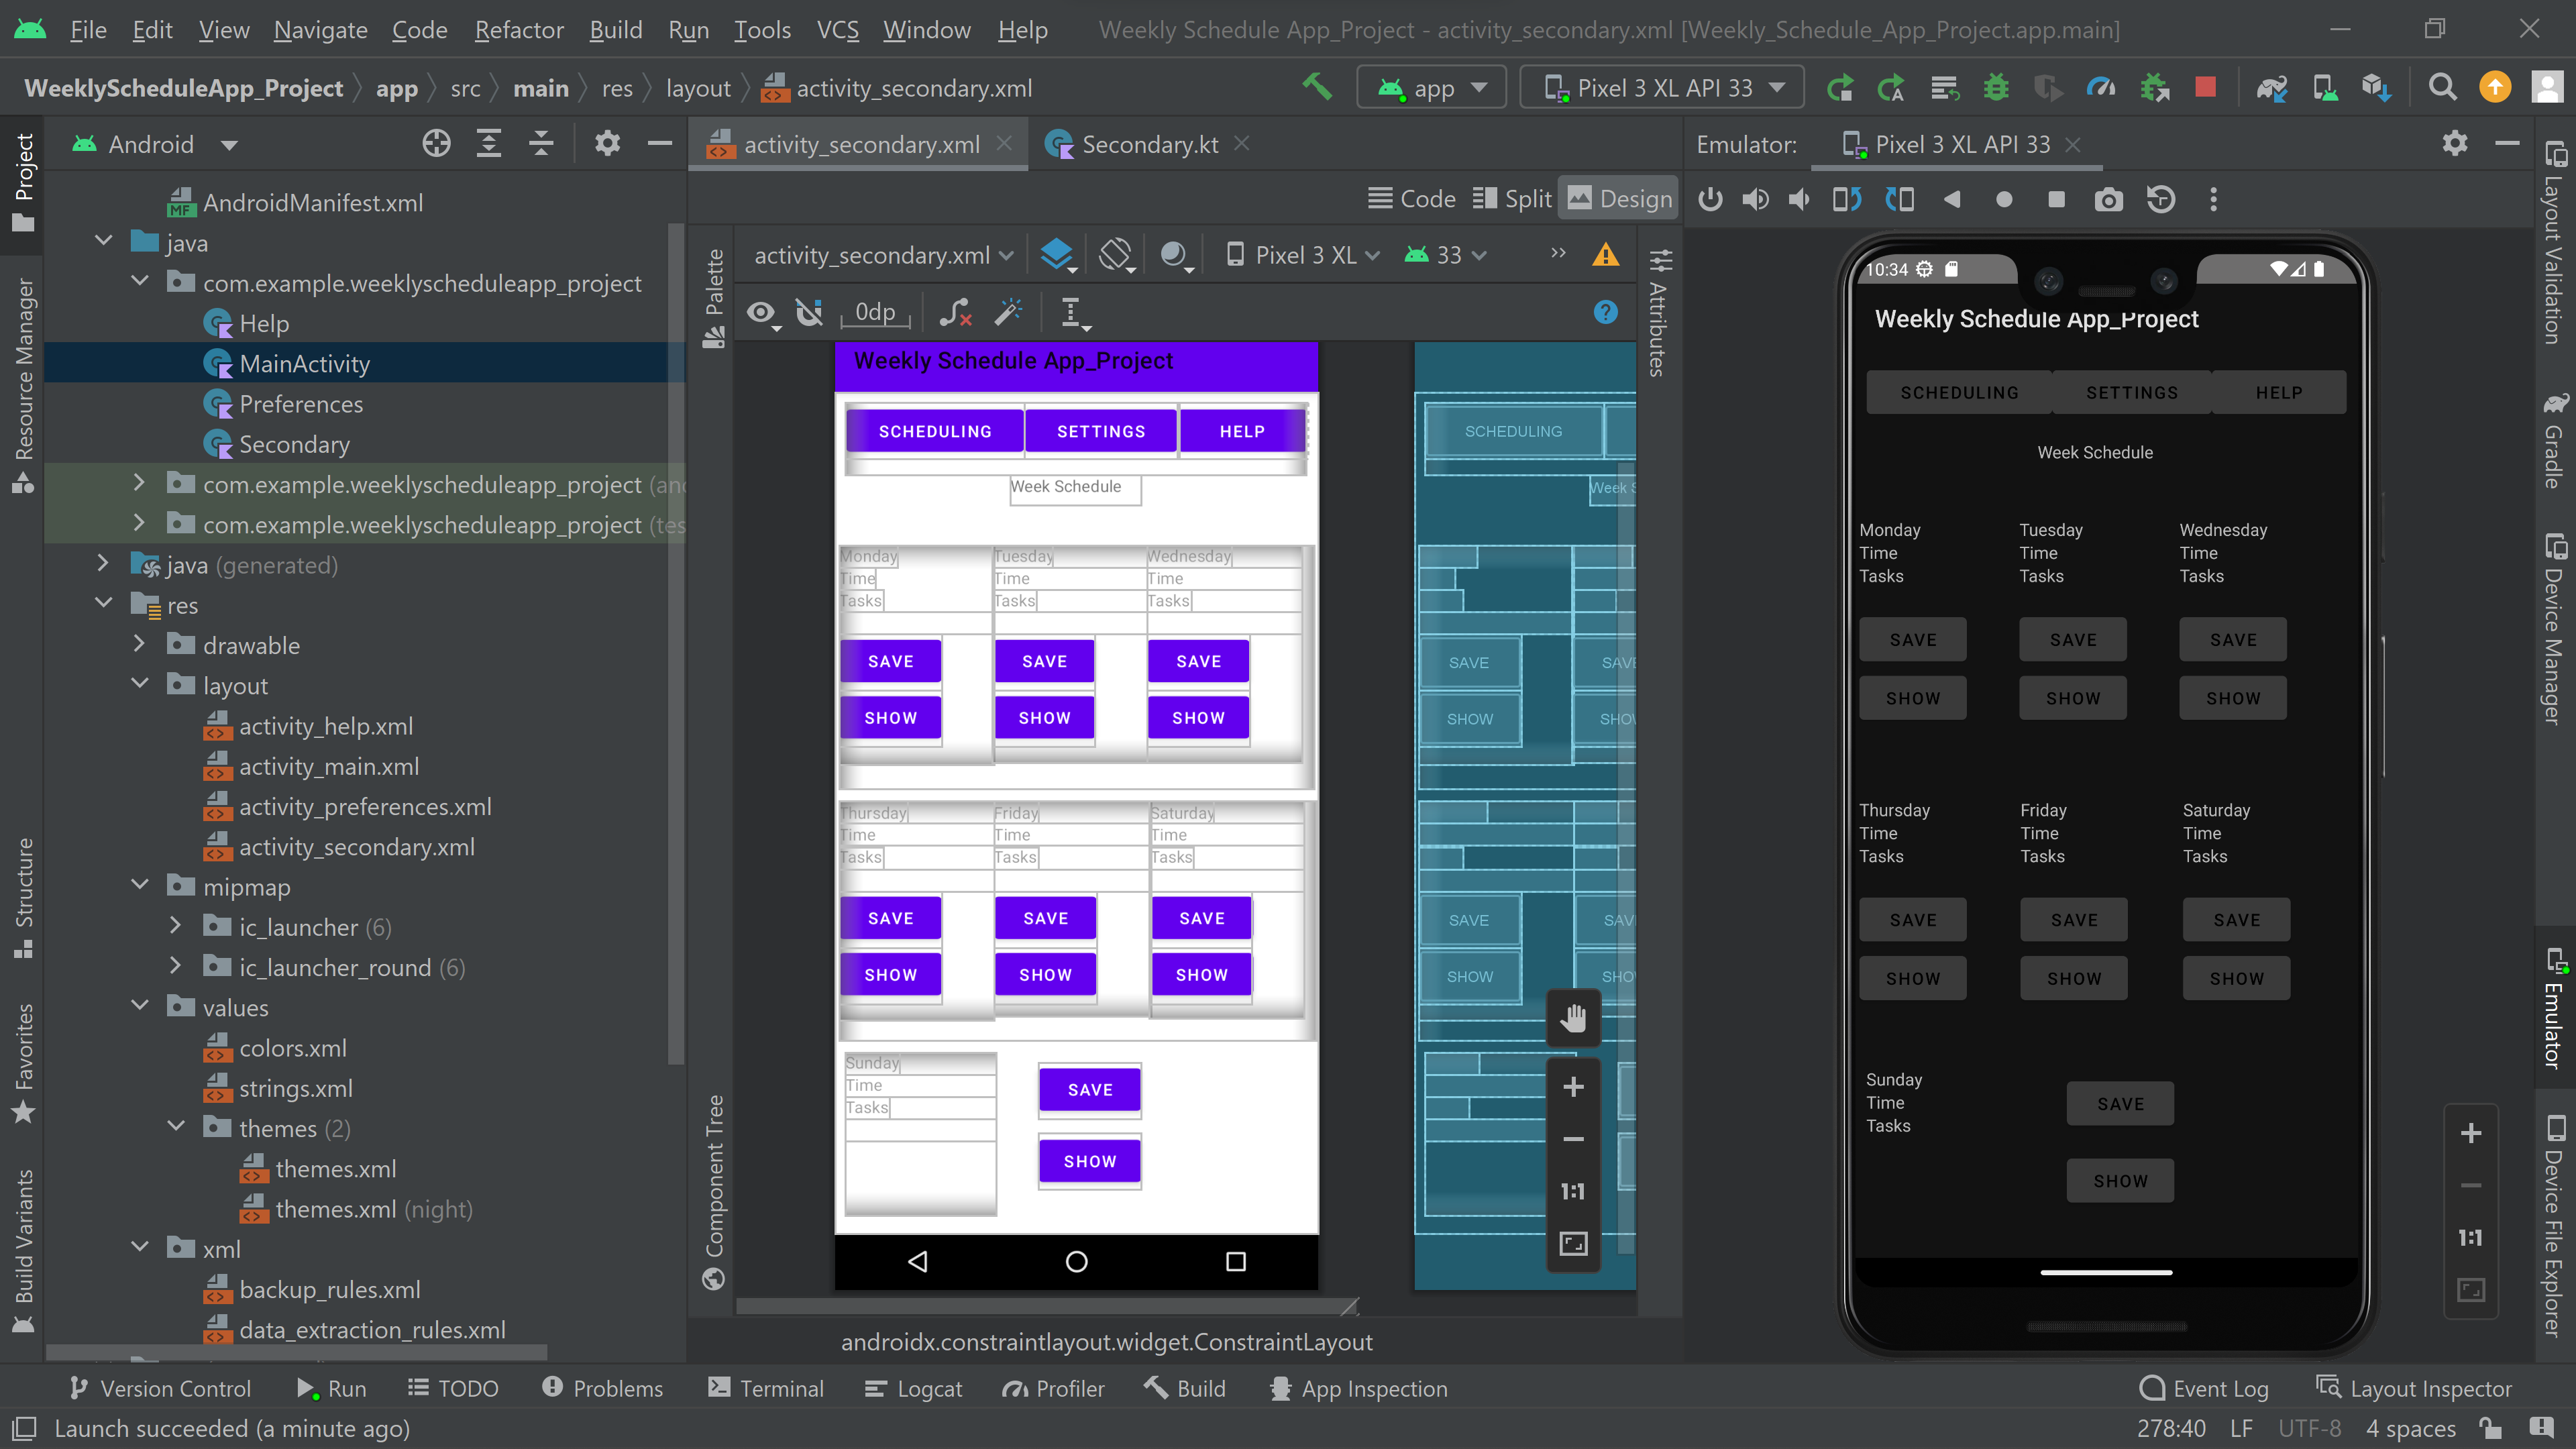 File Edit View Navigate Code Refactor Build Run Tools VCS Window Help Weekly Schedule App_Project - activity_secondary.xml [Weekly_Schedule_App_Project.app.main]
WeeklyScheduleApp_Project app src main res layout activity_secondary.xml app Pixel 3 XL API 33
Project
Resource Manager
Structure
Favorites
Build Variants
Android
AndroidManifest.xml
java
com.example.weeklyscheduleapp_project
Help
MainActivity
Preferences
Secondary
com.example.weeklyscheduleapp_project (and
com.example.weeklyscheduleapp_project (tes
java (generated)
res
drawable
layout
activity_help.xml
activity_main.xml
activity_preferences.xml
activity_secondary.xml
mipmap
ic_launcher (6)
ic_launcher_round (6)
values
colors.xml
strings.xml
themes (2)
themes.xml
themes.xml (night)
xml
backup_rules.xml
data_extraction_rules.xml
activity_secondary.xml Secondary.kt
Code Split Design
Palette
Component Tree
activity_secondary.xml Pixel 3 XL 33
0dp
Attributes
Weekly Schedule App_Project
SCHEDULING SETTINGS HELP
Week Schedule
Monday Tuesday Wednesday
Time Time Time
Tasks Tasks Tasks
SAVE SAVE SAVE
SHOW SHOW SHOW
Thursday Friday Saturday
Time Time Time
Tasks Tasks Tasks
SAVE SAVE SAVE
SHOW SHOW SHOW
Sunday
Time
Tasks
SAVE
SHOW
SCHEDULING
Week S
SAVE SAVE
SHOW SHO
SAVE SAV
SHOW SHO
1:1
androidx.constraintlayout.widget.ConstraintLayout
Emulator: Pixel 3 XL API 33
10:34
Weekly Schedule App_Project
SCHEDULING SETTINGS HELP
Week Schedule
Monday Tuesday Wednesday
Time Time Time
Tasks Tasks Tasks
SAVE SAVE SAVE
SHOW SHOW SHOW
Thursday Friday Saturday
Time Time Time
Tasks Tasks Tasks
SAVE SAVE SAVE
SHOW SHOW SHOW
Sunday
Time
Tasks
SAVE
SHOW
1:1
Layout Validation
Gradle
Device Manager
Emulator
Device File Explorer
Version Control Run TODO Problems Terminal Logcat Profiler Build App Inspection Event Log Layout Inspector
Launch succeeded (a minute ago) 278:40 LF UTF-8 4 spaces